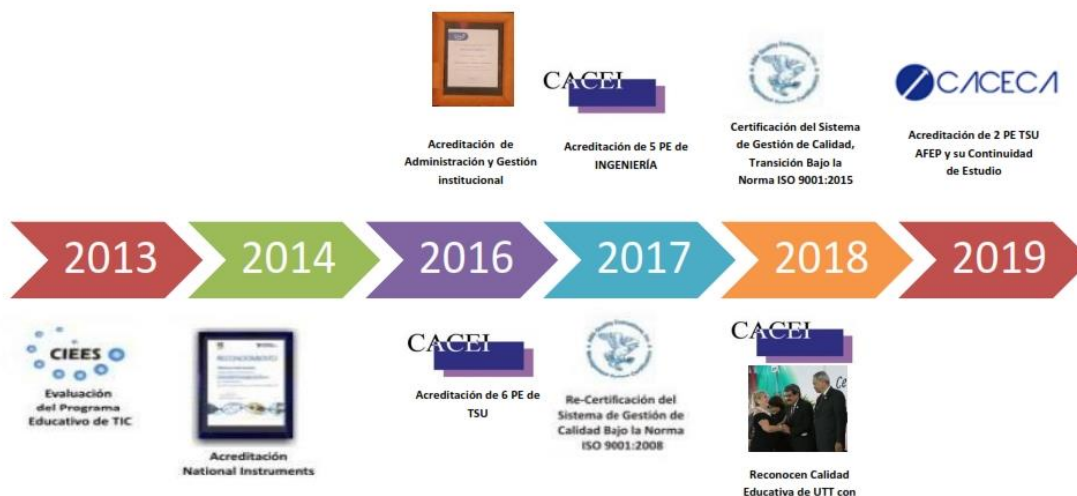 CACEI
CACECA
Acreditación de
Administración y Gestión
institucional
Acreditación de 5 PE de
INGENIERÍA
Certificación del Sistema
de Gestión de Calidad,
Transición Bajo la
Norma ISO 9001:2015
Acreditación de 2 PE TSU
AFEP y su Continuidad
de Estudio
2013
2014
2016
2017
2018
2019
CIEES
Evaluación
del Programa
Educativo de TIC
RECONOCIMIENTO
Acreditación
National Instruments
CACEI
Acreditación de 6 PE de
TSU
Re-Certificación del
Sistema de Gestión de
Calidad Bajo la Norma
ISO 9001:2008
CACEI
Reconocen Calidad
Educativa de UTT con